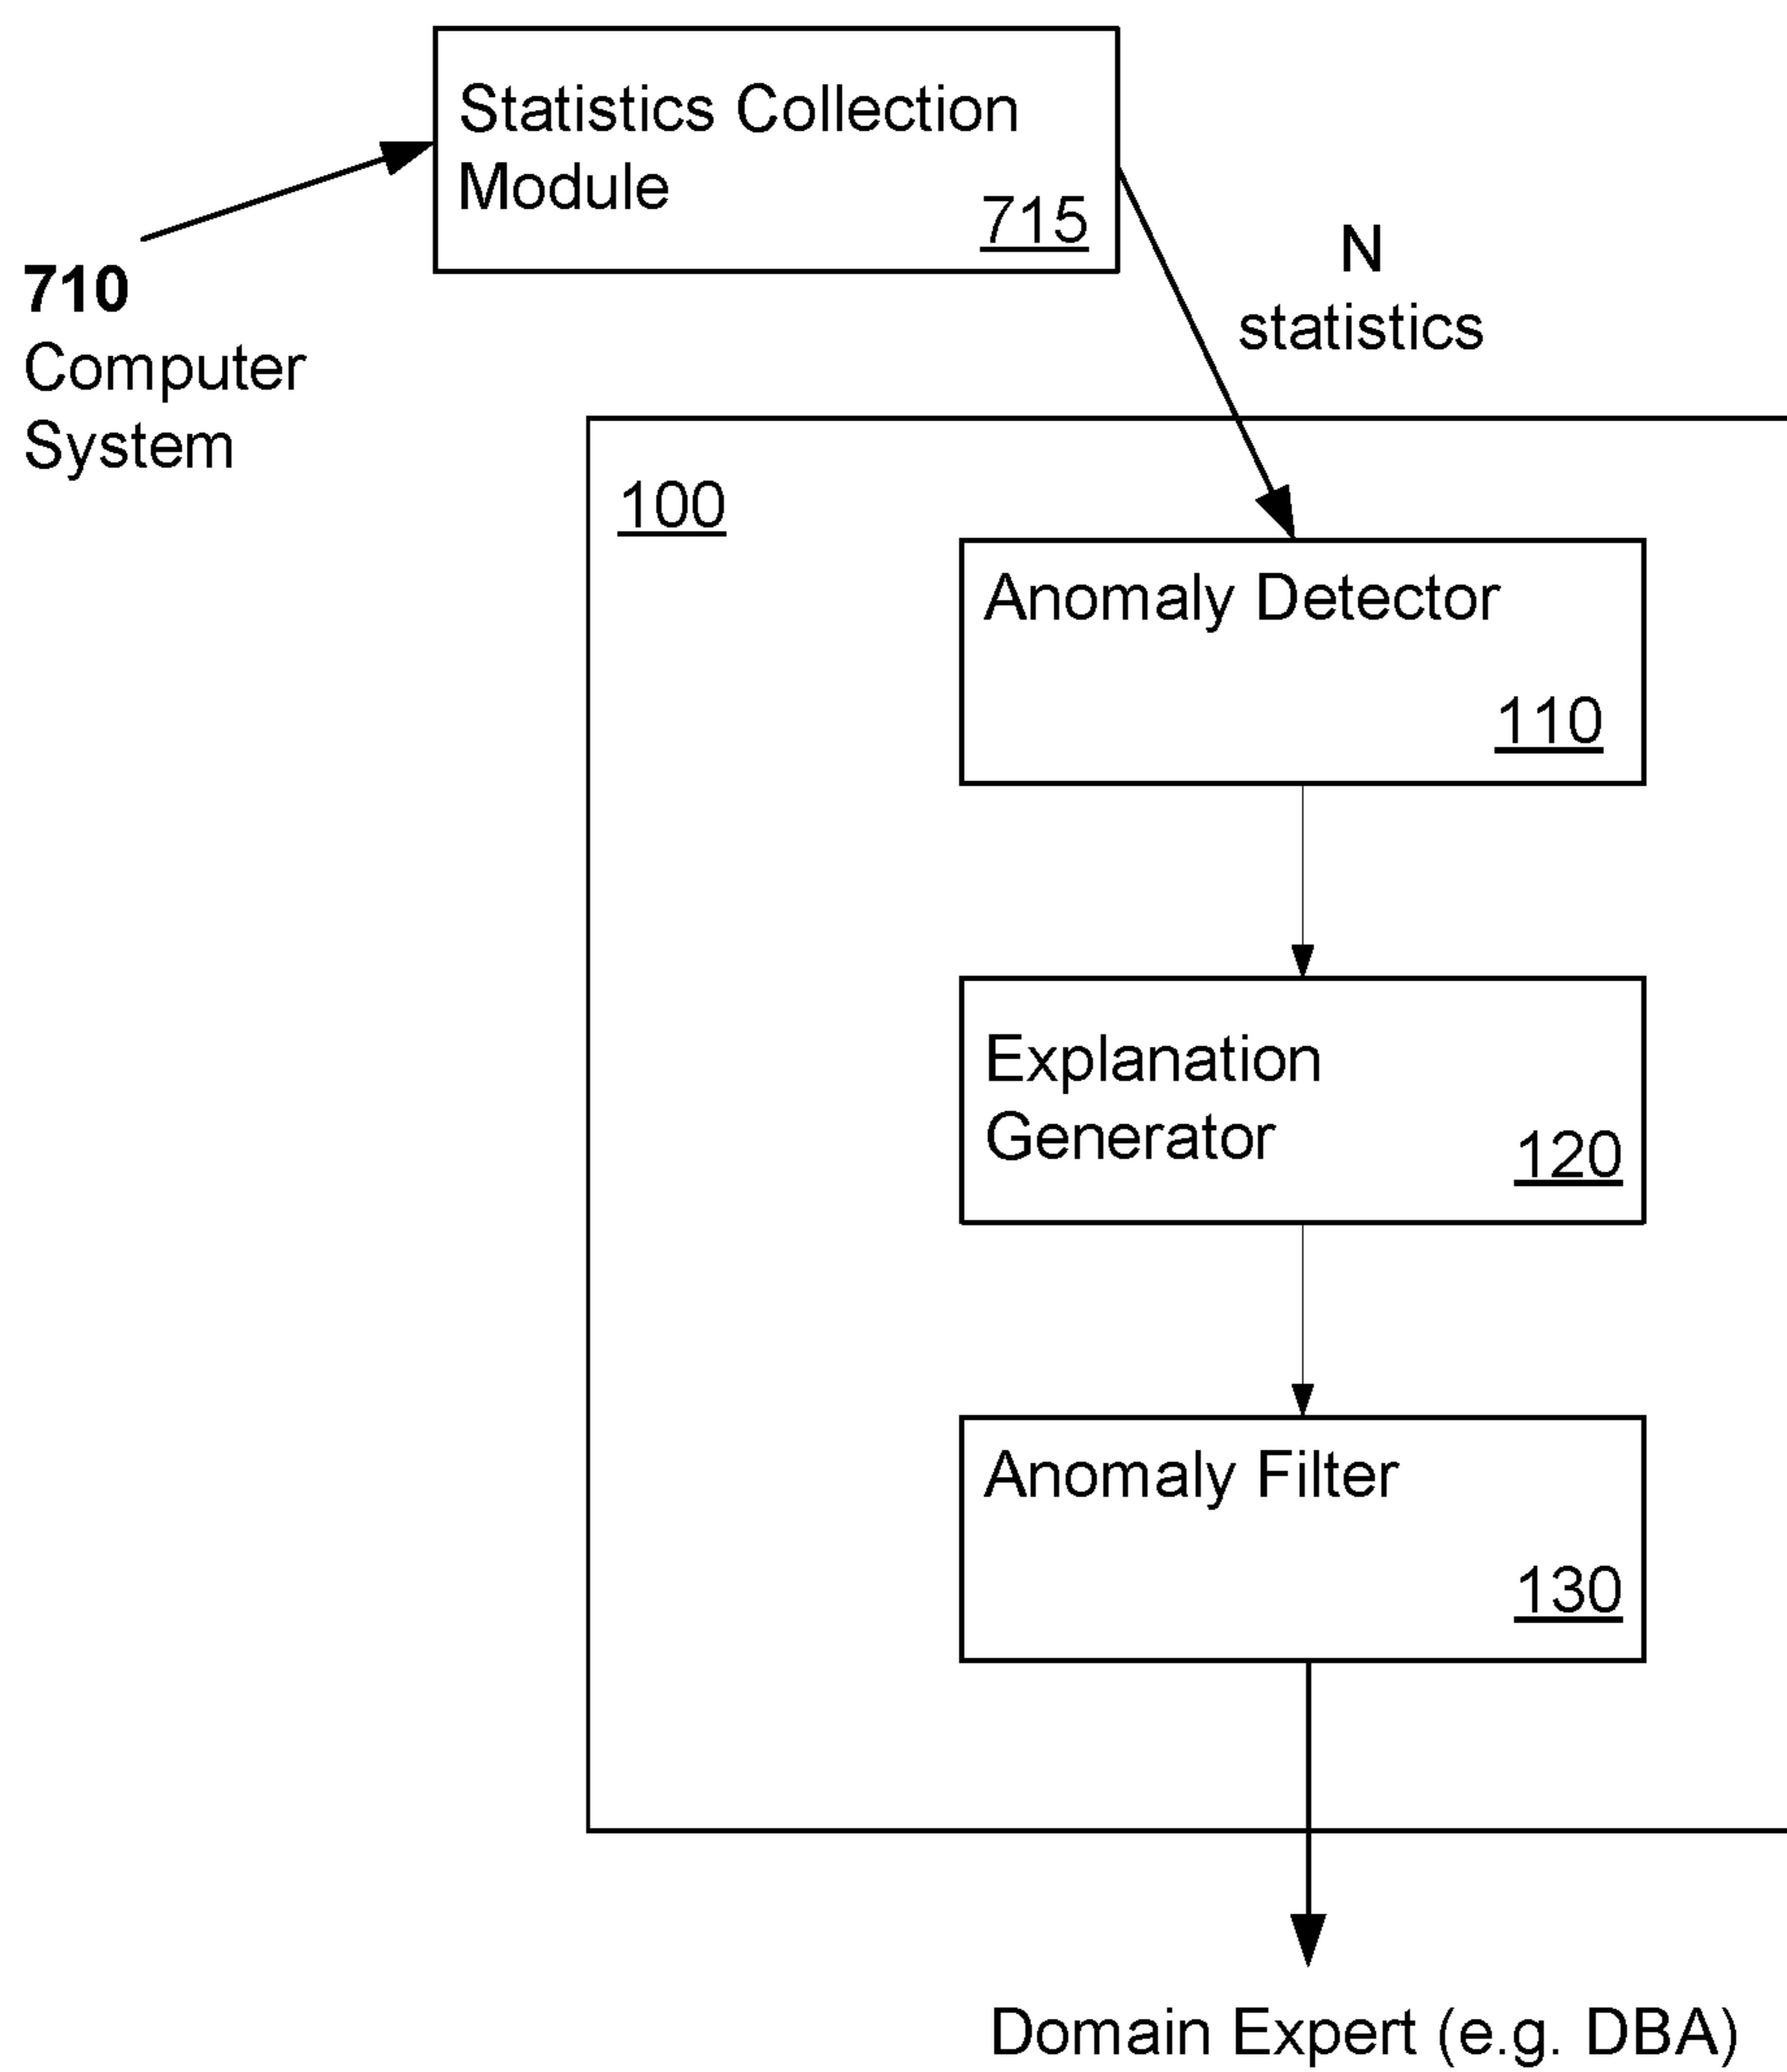 Statistics Collection
Module
715
N
statistics
710
Computer
System
100
Anomaly Detector
110
Explanation
Generator
120
Anomaly Filter
130
Domain Expert (e.g. DBA)